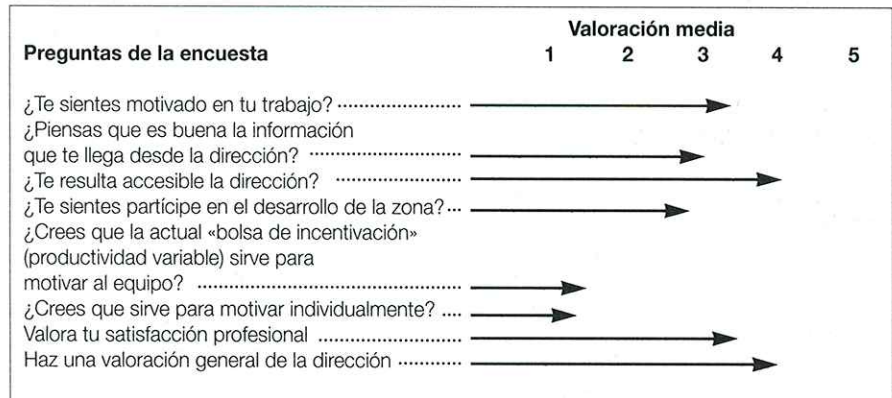 Valoración media
Preguntas de la encuesta 1 2 3 4 5
¿Te sientes motivado en tu trabajo? ......................
¿Piensas que es buena la información
que te llega desde la dirección? ...........................
¿Te resulta accesible la dirección? ......................
¿Te sientes partícipe en el desarrollo de la zona? ...
¿Crees que la actual «bolsa de incentivación»
(productividad variable) sirve para
motivar al equipo? ...............................................
¿Crees que sirve para motivar individualmente? ....
Valora tu satisfacción profesional .........................
Haz una valoración general de la dirección ...........